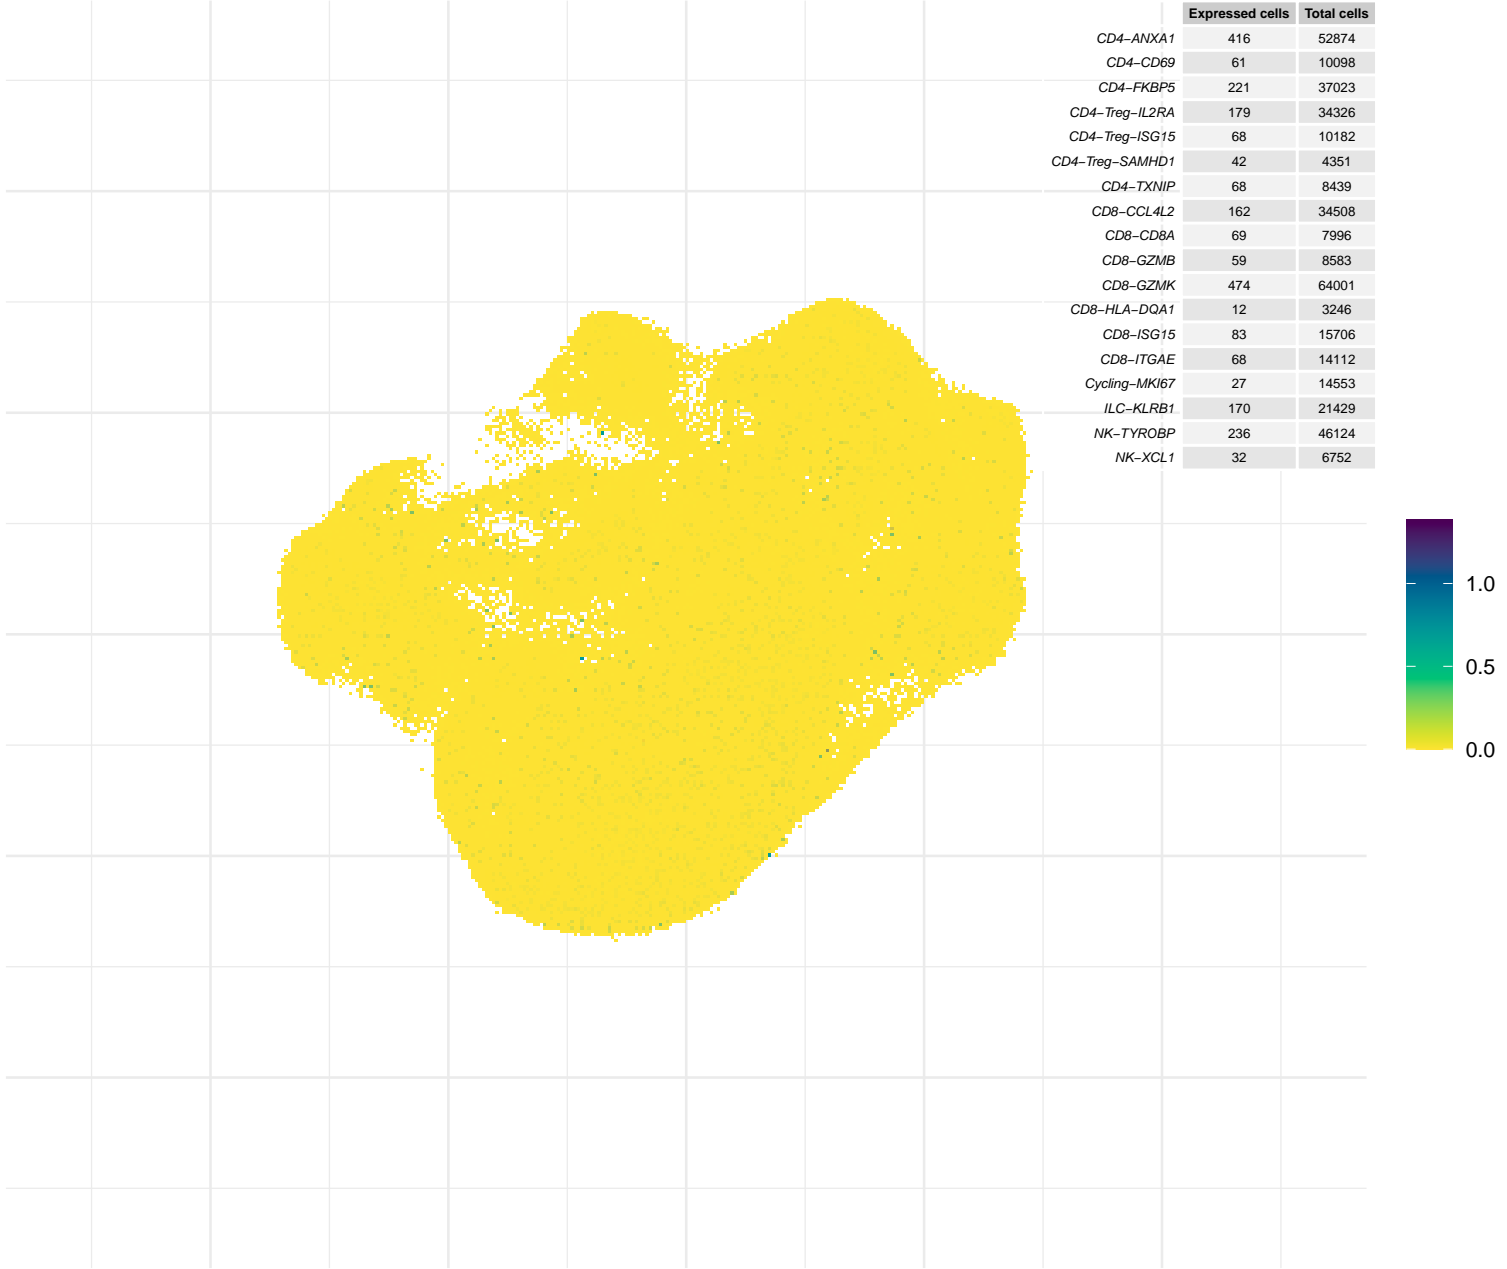 Expressed cells Total cells
CD4−ANXA1 416 52874
CD4−CD69 61 10098
CD4−FKBP5 221 37023
CD4−Treg−IL2RA 179 34326
CD4−Treg−ISG15 68 10182
CD4−Treg−SAMHD1 42 4351
CD4−TXNIP 68 8439
CD8−CCL4L2 162 34508
CD8−CD8A 69 7996
CD8−GZMB 59 8583
CD8−GZMK 474 64001
CD8−HLA−DQA1 12 3246
CD8−ISG15 83 15706
CD8−ITGAE 68 14112
Cycling−MKI67 27 14553
ILC−KLRB1 170 21429
NK−TYROBP 236 46124
NK−XCL1 32 6752
1.0
0.5
0.0